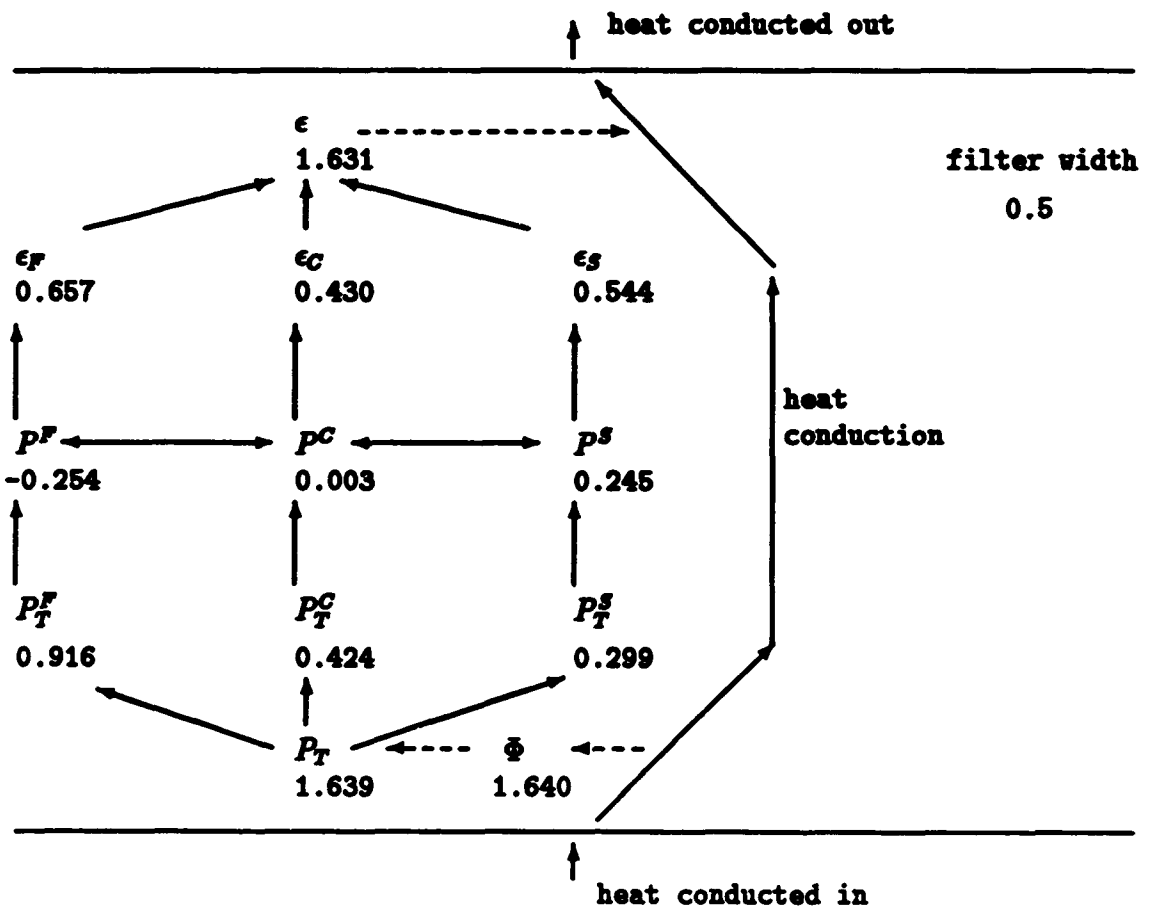 heat conducted out
ϵ
1.631
filter width
0.5
ϵ_F ϵ_C ϵ_S
0.657 0.430 0.544
heat
conduction
P^F P^C P^S
-0.254 0.003 0.245
P_T^F P_T^C P_T^S
0.916 0.424 0.299
P_T Φ
1.639 1.640
heat conducted in